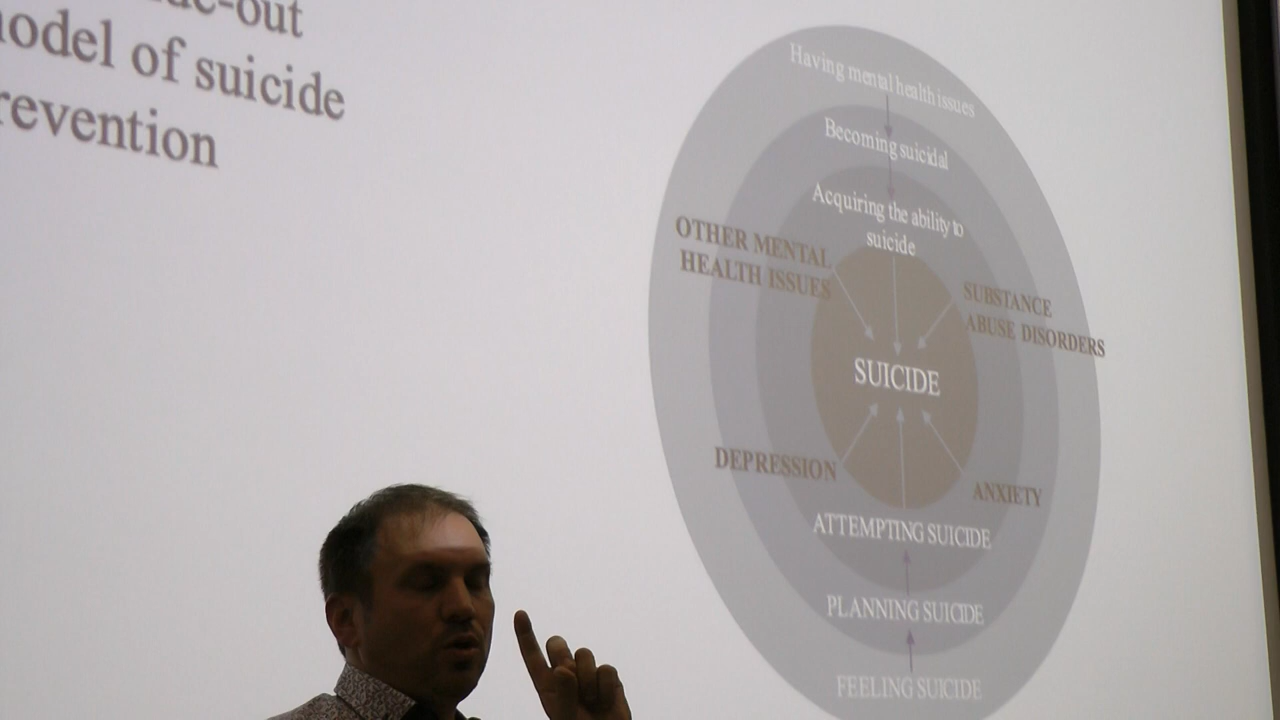 de-out
odel of suicide
revention
Having mental health issues
Becoming suicidal
Acquiring the ability to
suicide
OTHER MENTAL
HEALTH ISSUES
SUBSTANCE
ABUSE DISORDERS
SUICIDE
DEPRESSION
ANXIETY
ATTEMPTING SUICIDE
PLANNING SUICIDE
FEELING SUICIDE